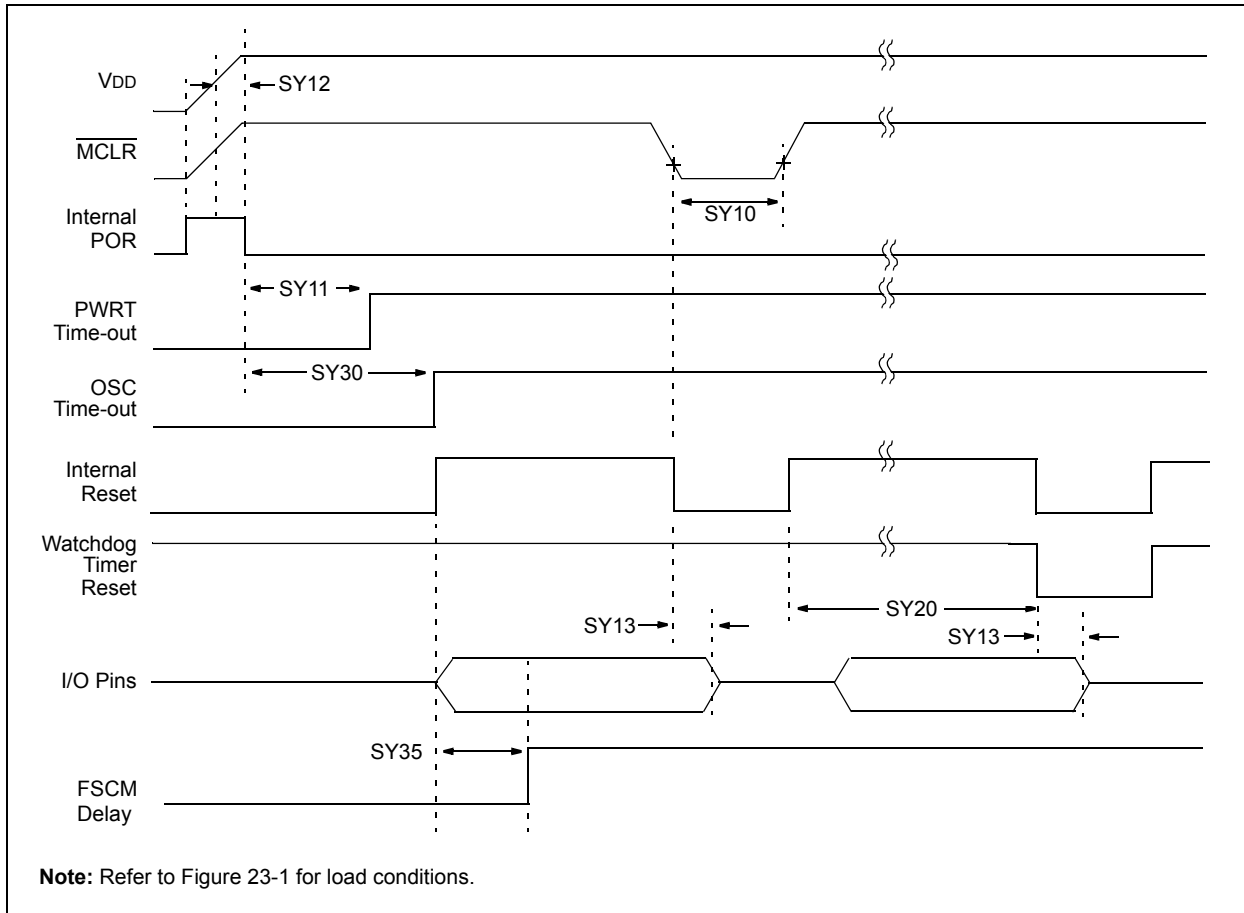 VDD
SY12
MCLR
SY10
Internal
POR
SY11
PWRT
Time-out
SY30
OSC
Time-out
Internal
Reset
Watchdog
Timer
Reset
SY20
SY13
SY13
I/O Pins
SY35
FSCM
Delay
Note: Refer to Figure 23-1 for load conditions.